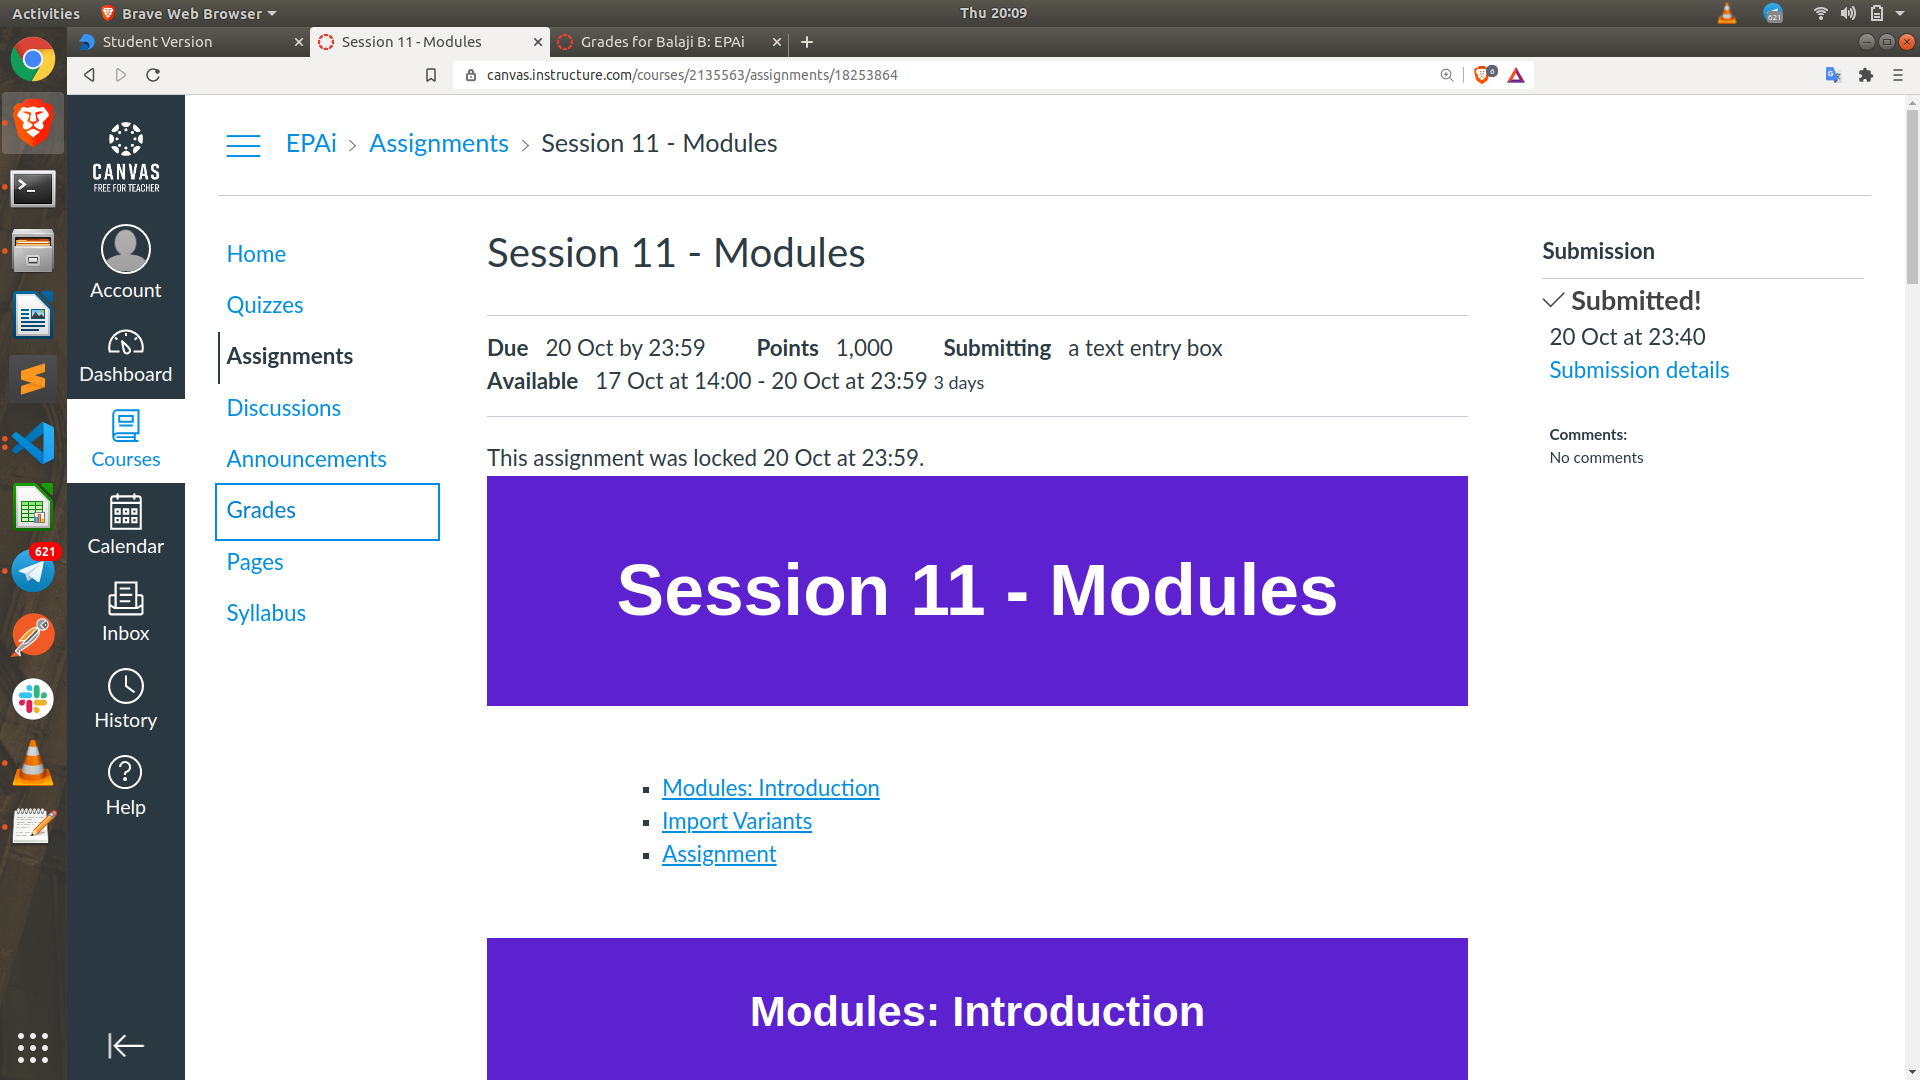 Activities
Brave Web Browser
Thu 20:09
621
Student Version
Session 11 - Modules
Grades for Balaji B: EPAi
canvas.instructure.com/courses/2135563/assignments/18253864
6
CANVAS
FREE FOR TEACHER
Account
Dashboard
Courses
Calendar
Inbox
History
Help
621
EPAi
Assignments
Session 11 - Modules
Home
Quizzes
Assignments
Discussions
Announcements
Grades
Pages
Syllabus
Session 11 - Modules
Due 20 Oct by 23:59 Points 1,000 Submitting a text entry box
Available 17 Oct at 14:00 - 20 Oct at 23:59 3 days
This assignment was locked 20 Oct at 23:59.
Session 11 - Modules
Modules: Introduction
Import Variants
Assignment
Modules: Introduction
Submission
Submitted!
20 Oct at 23:40
Submission details
Comments:
No comments